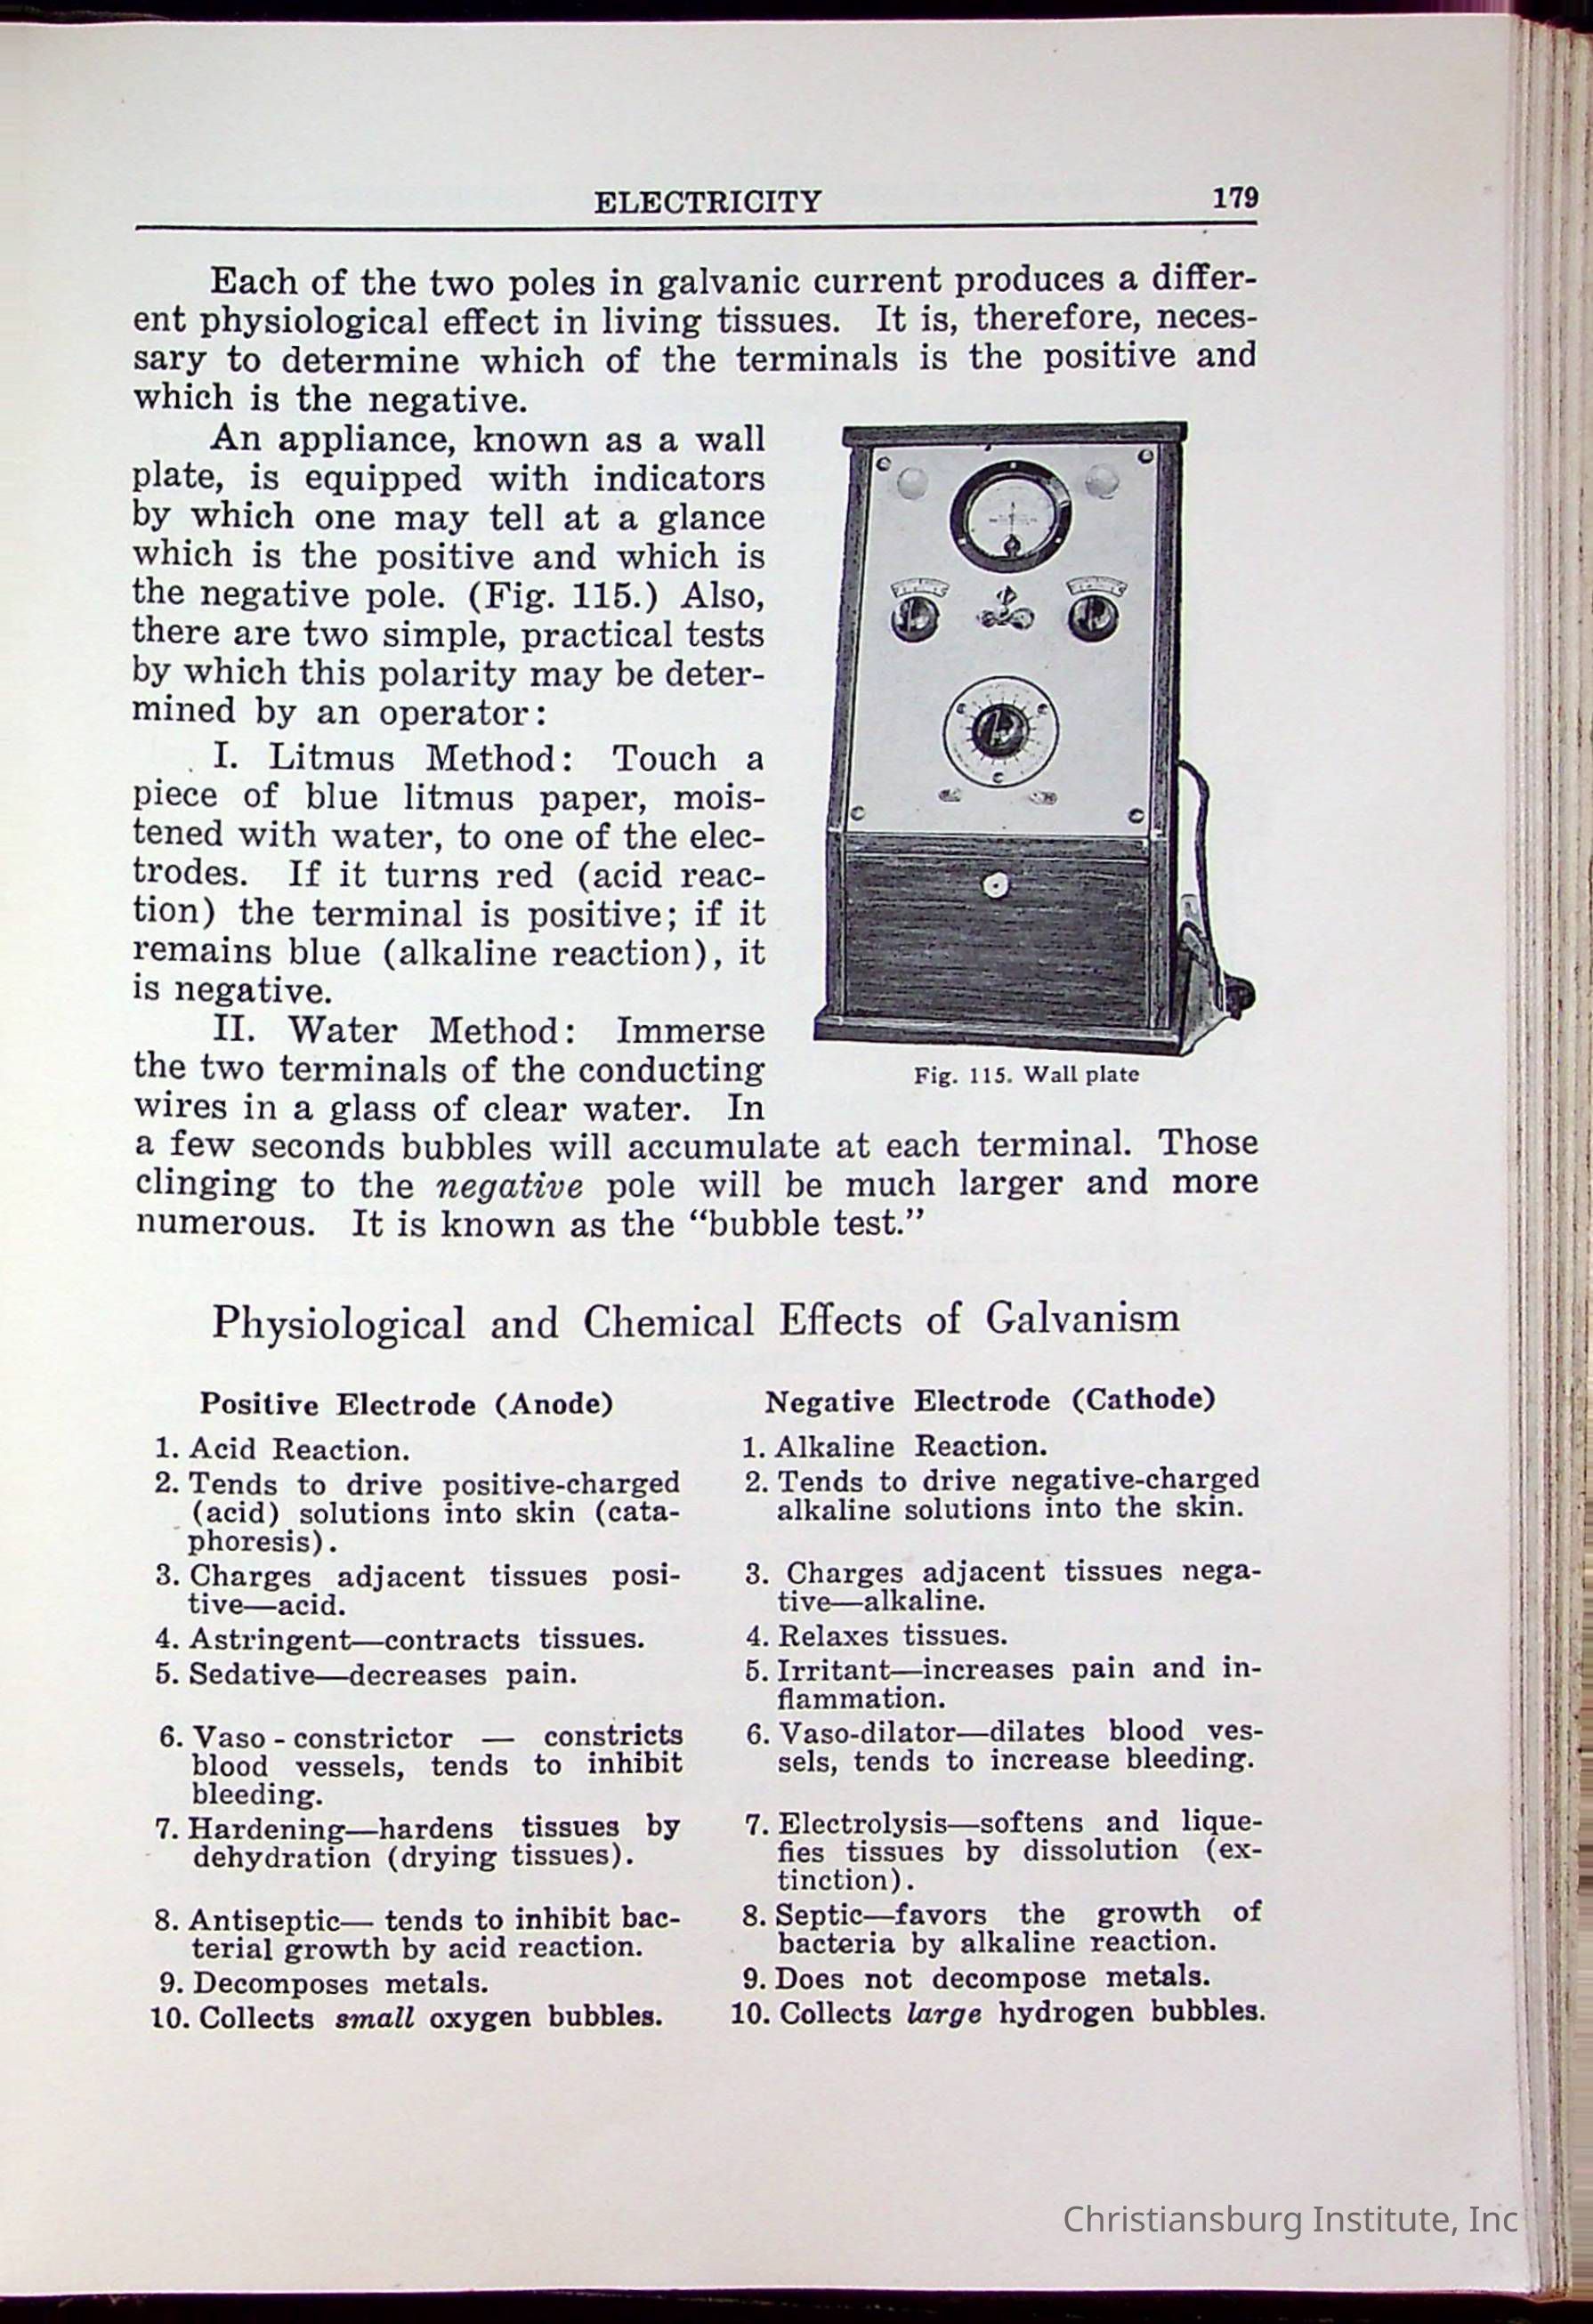 ELECTRICITY 179
Each of the two poles in galvanic current produces a differ-
ent physiological effect in living tissues. It is, therefore, neces-
sary to determine which of the terminals is the positive and
which is the negative.
An appliance, known as a wall
plate, is equipped with indicators
by which one may tell at a glance
which is the positive and which is
the negative pole. (Fig. 115.) Also,
there are two simple, practical tests
by which this polarity may be deter-
mined by an operator:
I. Litmus Method: Touch a
piece of blue litmus paper, mois-
tened with water, to one of the elec-
trodes. If it turns red (acid reac-
tion) the terminal is positive; if it
remains blue (alkaline reaction), it
is negative.
II. Water Method: Immerse
the two terminals of the conducting
wires in a glass of clear water. In
Fig. 115. Wall plate
a few seconds bubbles will accumulate at each terminal. Those
clinging to the negative pole will be much larger and more
numerous. It is known as the “bubble test.”
Physiological and Chemical Effects of Galvanism
Positive Electrode (Anode)
1. Acid Reaction.
2. Tends to drive positive-charged
(acid) solutions into skin (cata-
phoresis).
3. Charges adjacent tissues posi-
tive—acid.
4. Astringent—contracts tissues.
5. Sedative—decreases pain.
6. Vaso-constrictor — constricts
blood vessels, tends to inhibit
bleeding.
7. Hardening—hardens tissues by
dehydration (drying tissues).
8. Antiseptic— tends to inhibit bac-
terial growth by acid reaction.
9. Decomposes metals.
10. Collects small oxygen bubbles.
Negative Electrode (Cathode)
1. Alkaline Reaction.
2. Tends to drive negative-charged
alkaline solutions into the skin.
3. Charges adjacent tissues nega-
tive—alkaline.
4. Relaxes tissues.
5. Irritant—increases pain and in-
flammation.
6. Vaso-dilator—dilates blood ves-
sels, tends to increase bleeding.
7. Electrolysis—softens and lique-
fies tissues by dissolution (ex-
tinction).
8. Septic—favors the growth of
bacteria by alkaline reaction.
9. Does not decompose metals.
10. Collects large hydrogen bubbles.
Christiansburg Institute, Inc